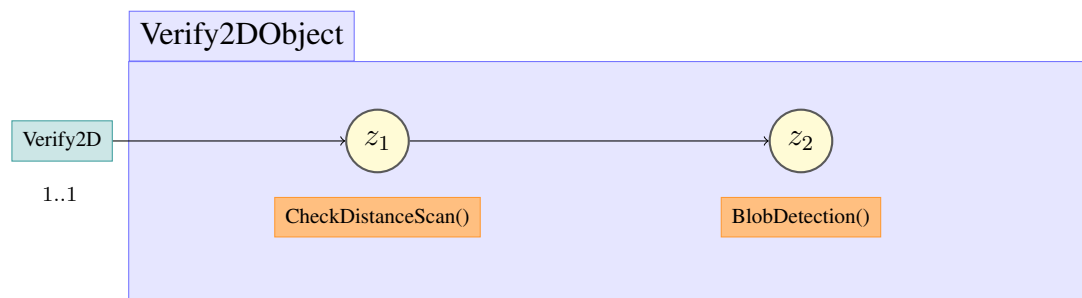 Verify2DObject
Verify2D
z1
z2
1..1
CheckDistanceScan()
BlobDetection()